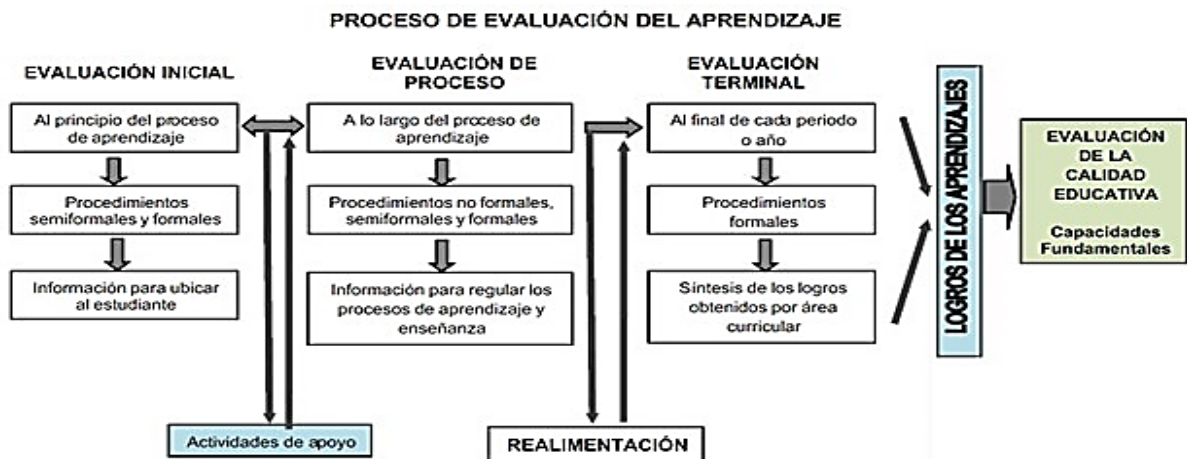 PROCESO DE EVALUACIÓN DEL APRENDIZAJE
EVALUACIÓN INICIAL
Al principio del proceso
de aprendizaje
Procedimientos
semiformales y formales
Información para ubicar
al estudiante
EVALUACIÓN DE
PROCESO
A lo largo del proceso de
aprendizaje
Procedimientos no formales,
semiformales y formales
Información para regular los
procesos de aprendizaje y
enseñanza
EVALUACIÓN
TERMINAL
Al final de cada periodo
o año
Procedimientos
formales
Síntesis de los logros
obtenidos por área
curricular
LOGROS DE LOS APRENDIZAJES
EVALUACIÓN
DE LA
CALIDAD
EDUCATIVA
Capacidades
Fundamentales
Actividades de apoyo
REALIMENTACIÓN